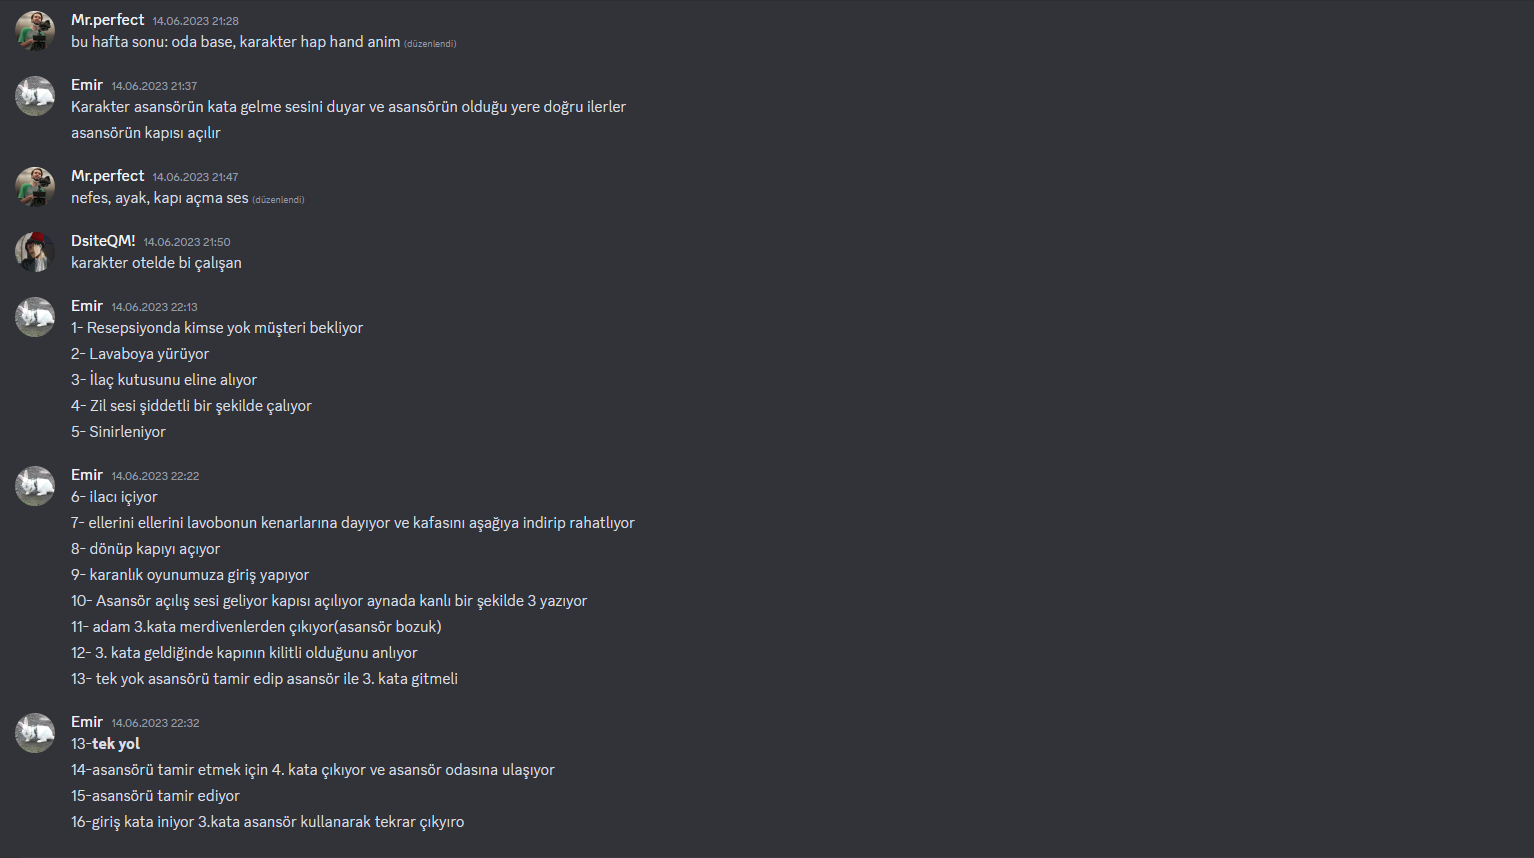 Mr.perfect 14.06.2023 21:28
bu hafta sonu: oda base, karakter hap hand anim (düzenlendi)
Emir 14.06.2023 21:37
Karakter asansörün kata gelme sesini duyar ve asansörün olduğu yere doğru ilerler
asansörün kapısı açılır
Mr.perfect 14.06.2023 21:47
nefes, ayak, kapı açma ses (düzenlendi)
DsiteQM! 14.06.2023 21:50
karakter otelde bi çalışan
Emir 14.06.2023 22:13
1- Resepsiyonda kimse yok müşteri bekliyor
2- Lavaboya yürüyor
3- İlaç kutusunu eline alıyor
4- Zil sesi şiddetli bir şekilde çalıyor
5- Sinirleniyor
Emir 14.06.2023 22:22
6- ilacı içiyor
7- ellerini ellerini lavobonun kenarlarına dayıyor ve kafasını aşağıya indirip rahatlıyor
8- dönüp kapıyı açıyor
9- karanlık oyunumuza giriş yapıyor
10- Asansör açılış sesi geliyor kapısı açılıyor aynada kanlı bir şekilde 3 yazıyor
11- adam 3.kata merdivenlerden çıkıyor(asansör bozuk)
12- 3. kata geldiğinde kapının kilitli olduğunu anlıyor
13- tek yok asansörü tamir edip asansör ile 3. kata gitmeli
Emir 14.06.2023 22:32
13-tek yol
14-asansörü tamir etmek için 4. kata çıkıyor ve asansör odasına ulaşıyor
15-asansörü tamir ediyor
16-giriş kata iniyor 3.kata asansör kullanarak tekrar çıkyıro